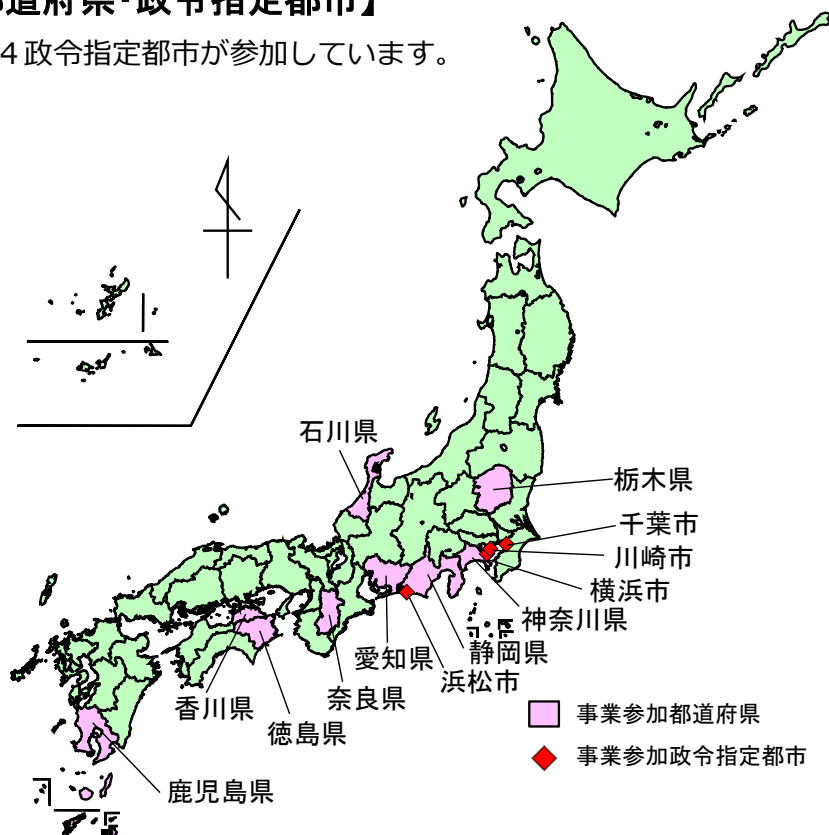 道府県・政令指定都市】
4政令指定都市が参加しています。
石川県
栃木県
千葉市
川崎市
横浜市
神奈川県
静岡県
愛知県
浜松市
奈良県
香川県
徳島県
鹿児島県
事業参加都道府県
事業参加政令指定都市